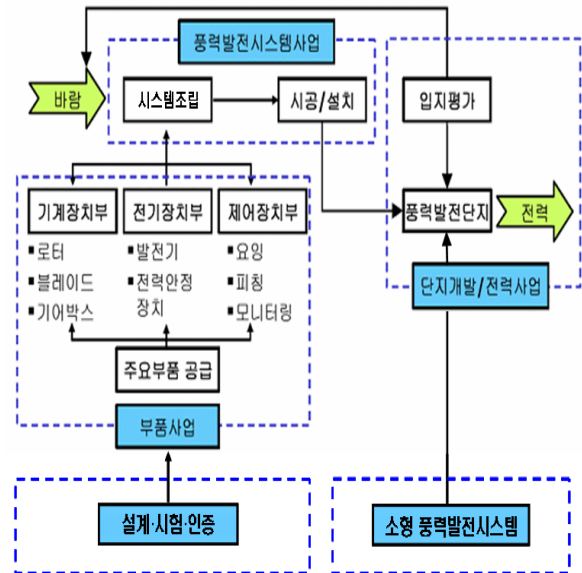 풍력발전시스템사업
바람
시스템조립
시공/설치
입지평가
기계장치부
전기장치부
제어장치부
풍력발전단지
전력
▪로터
▪블레이드
▪기어박스
▪발전기
▪전력안정
장치
▪요잉
▪피칭
▪모니터링
단지개발/전력사업
주요부품 공급
부품사업
설계·시험·인증
소형 풍력발전시스템